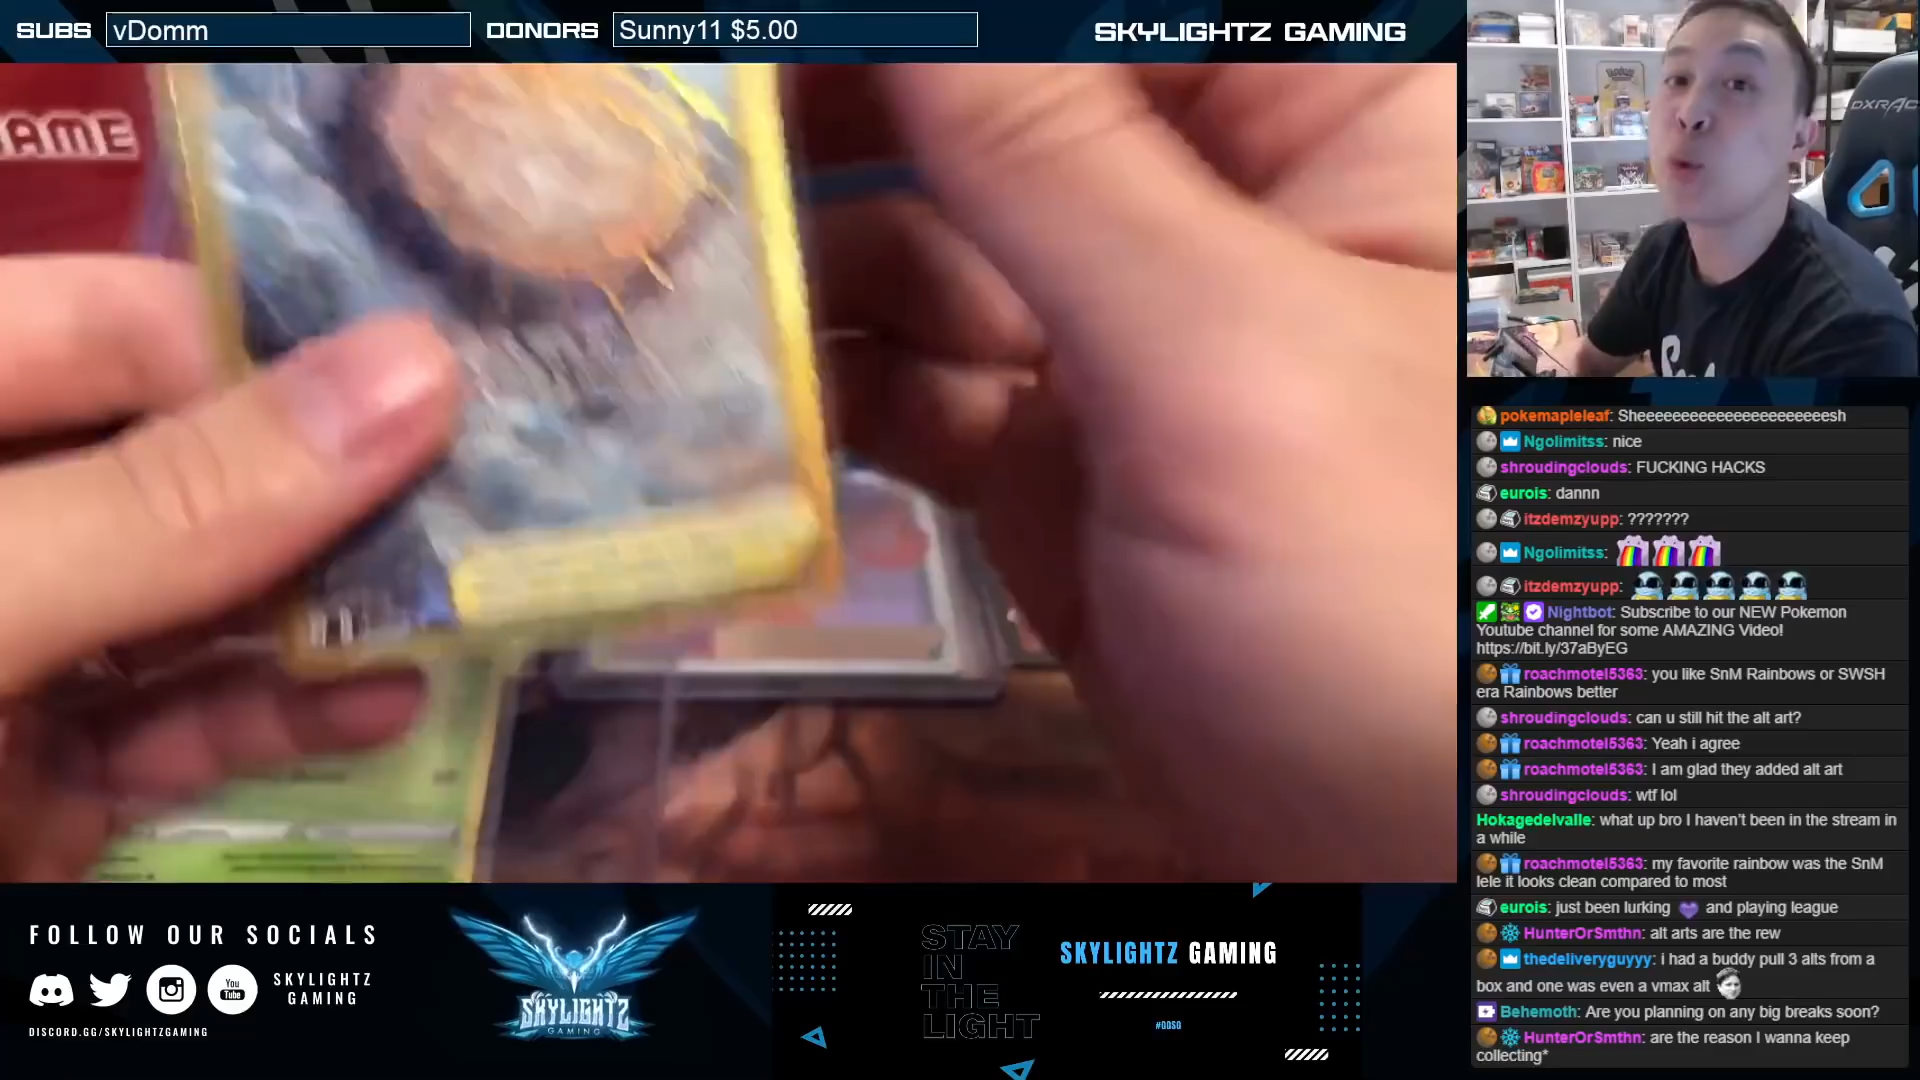 SUBS vDomm DONORS Sunny11 $5.00 SKYLIGHTZ GAMING
AME
DXRAC
pokemapleleaf: Sheeeeeeeeeeeeeeeeeeeeeesh
Ngolimitss: nice
shroudingclouds: FUCKING HACKS
eurois: dannn
itzdemzyupp: ???????
Ngolimitss:
itzdemzyupp:
Nightbot: Subscribe to our NEW Pokemon
Youtube channel for some AMAZING Video!
https://bit.ly/37aByEG
roachmotel5363: you like SnM Rainbows or SWSH
era Rainbows better
shroudingclouds: can u still hit the alt art?
roachmotel5363: Yeah i agree
roachmotel5363: I am glad they added alt art
shroudingclouds: wtf lol
Hokagedelvalle: what up bro I haven't been in the stream in
a while
roachmotel5363: my favorite rainbow was the SnM
lele it looks clean compared to most
eurois: just been lurking and playing league
HunterOrSmthn: alt arts are the rew
thedeliveryguyyy: i had a buddy pull 3 alts from a
box and one was even a vmax alt
Behemoth: Are you planning on any big breaks soon?
HunterOrSmthn: are the reason I wanna keep
collecting*
FOLLOW OUR SOCIALS
You
Tube
SKYLIGHTZ
GAMING
DISCORD.GG/SKYLIGHTZGAMING
SKYLIGHTZ
GAMING
STAY
IN
THE
LIGHT
SKYLIGHTZ GAMING